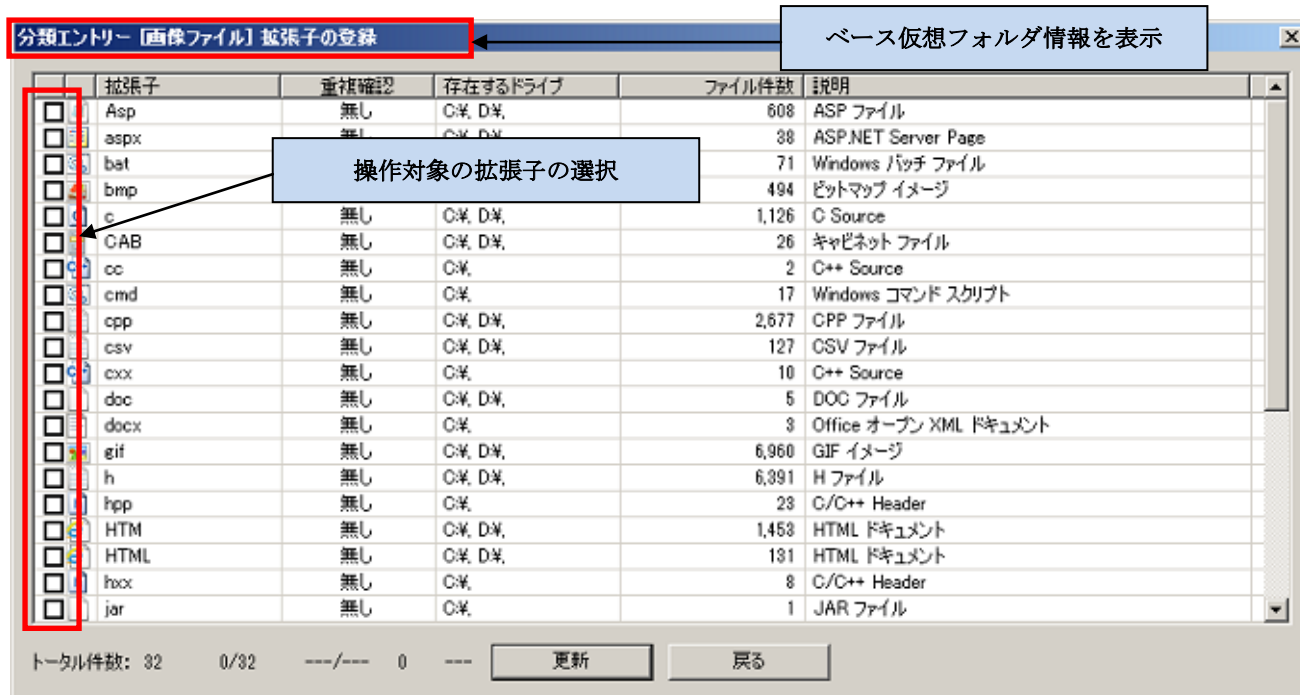 分類エントリー [画像ファイル] 拡張子の登録
ベース仮想フォルダ情報を表示
拡張子 重複確認 存在するドライブ ファイル件数 説明
Asp 無し C:¥, D:¥, 608 ASP ファイル
aspx 無し C:¥, D:¥, 38 ASP.NET Server Page
bat 71 Windows バッチ ファイル
操作対象の拡張子の選択
bmp 494 ビットマップ イメージ
c 無し C:¥, D:¥, 1,126 C Source
CAB 無し C:¥, D:¥, 26 キャビネット ファイル
cc 無し C:¥, 2 C++ Source
cmd 無し C:¥, 17 Windows コマンド スクリプト
cpp 無し C:¥, D:¥, 2,677 CPP ファイル
csv 無し C:¥, D:¥, 127 CSV ファイル
cxx 無し C:¥, 10 C++ Source
doc 無し C:¥, D:¥, 5 DOC ファイル
docx 無し C:¥, 3 Office オープン XML ドキュメント
gif 無し C:¥, D:¥, 6,960 GIF イメージ
h 無し C:¥, D:¥, 6,391 H ファイル
hpp 無し C:¥, 23 C/C++ Header
HTM 無し C:¥, D:¥, 1,453 HTML ドキュメント
HTML 無し C:¥, D:¥, 131 HTML ドキュメント
hxx 無し C:¥, 8 C/C++ Header
jar 無し C:¥, 1 JAR ファイル
トータル件数: 32 0/32 ---/--- 0 --- 更新 戻る